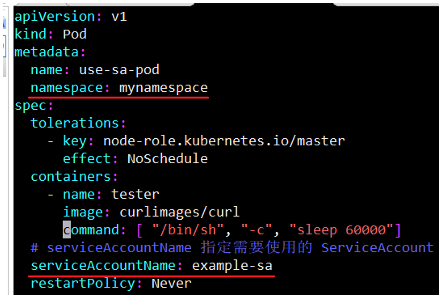 apiVersion: v1
kind: Pod
metadata:
  name: use-sa-pod
  namespace: mynamespace
spec:
  tolerations:
    - key: node-role.kubernetes.io/master
      effect: NoSchedule
  containers:
    - name: tester
      image: curlimages/curl
      command: [ "/bin/sh", "-c", "sleep 60000"]
  # serviceAccountName 指定需要使用的 ServiceAccount
  serviceAccountName: example-sa
  restartPolicy: Never